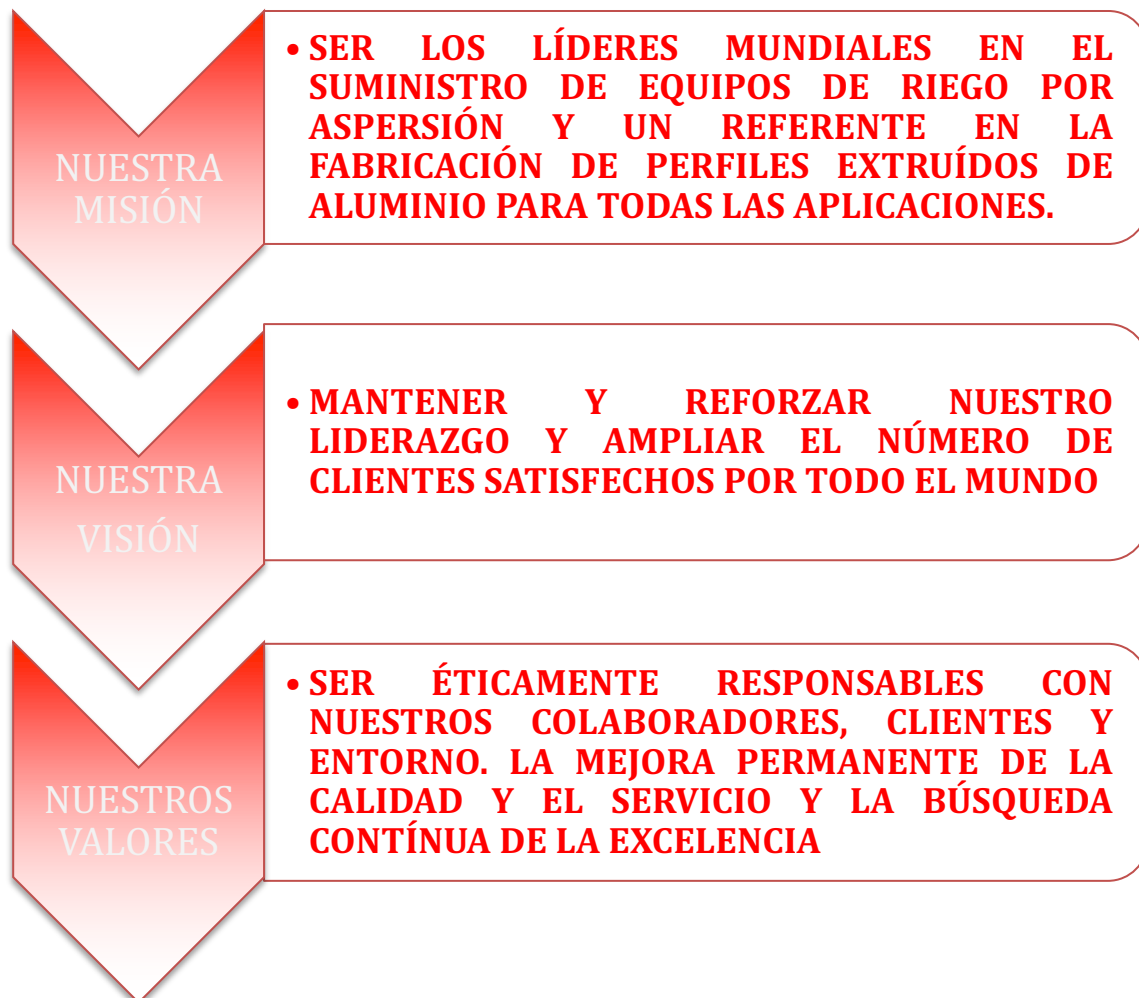 NUESTRA
MISIÓN
• SER LOS LÍDERES MUNDIALES EN EL
SUMINISTRO DE EQUIPOS DE RIEGO POR
ASPERSIÓN Y UN REFERENTE EN LA
FABRICACIÓN DE PERFILES EXTRUÍDOS DE
ALUMINIO PARA TODAS LAS APLICACIONES.
NUESTRA
VISIÓN
• MANTENER Y REFORZAR NUESTRO
LIDERAZGO Y AMPLIAR EL NÚMERO DE
CLIENTES SATISFECHOS POR TODO EL MUNDO
NUESTROS
VALORES
• SER ÉTICAMENTE RESPONSABLES CON
NUESTROS COLABORADORES, CLIENTES Y
ENTORNO. LA MEJORA PERMANENTE DE LA
CALIDAD Y EL SERVICIO Y LA BÚSQUEDA
CONTÍNUA DE LA EXCELENCIA